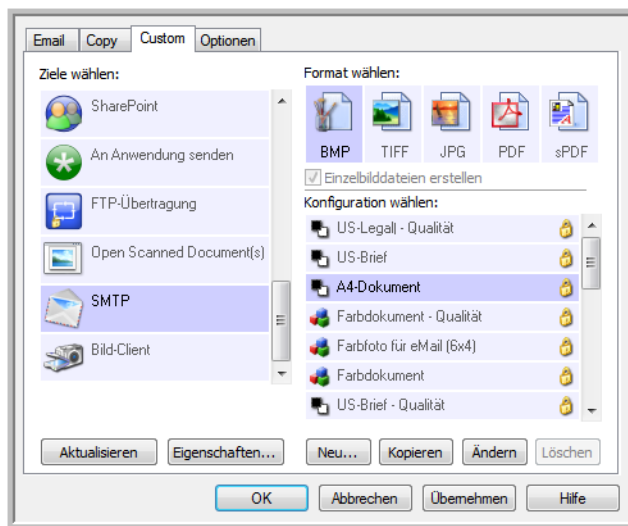 Email Copy Custom Optionen
Ziele wählen:
SharePoint
An Anwendung senden
FTP-Übertragung
Open Scanned Document(s)
SMTP
Bild-Client
Aktualisieren Eigenschaften...
Format wählen:
BMP TIFF JPG PDF sPDF
Einzelbilddateien erstellen
Konfiguration wählen:
US-Legal - Qualität
US-Brief
A4-Dokument
Farbdokument - Qualität
Farbfoto für eMail (6x4)
Farbdokument
US-Brief - Qualität
Neu... Kopieren Ändern Löschen
OK Abbrechen Übernehmen Hilfe